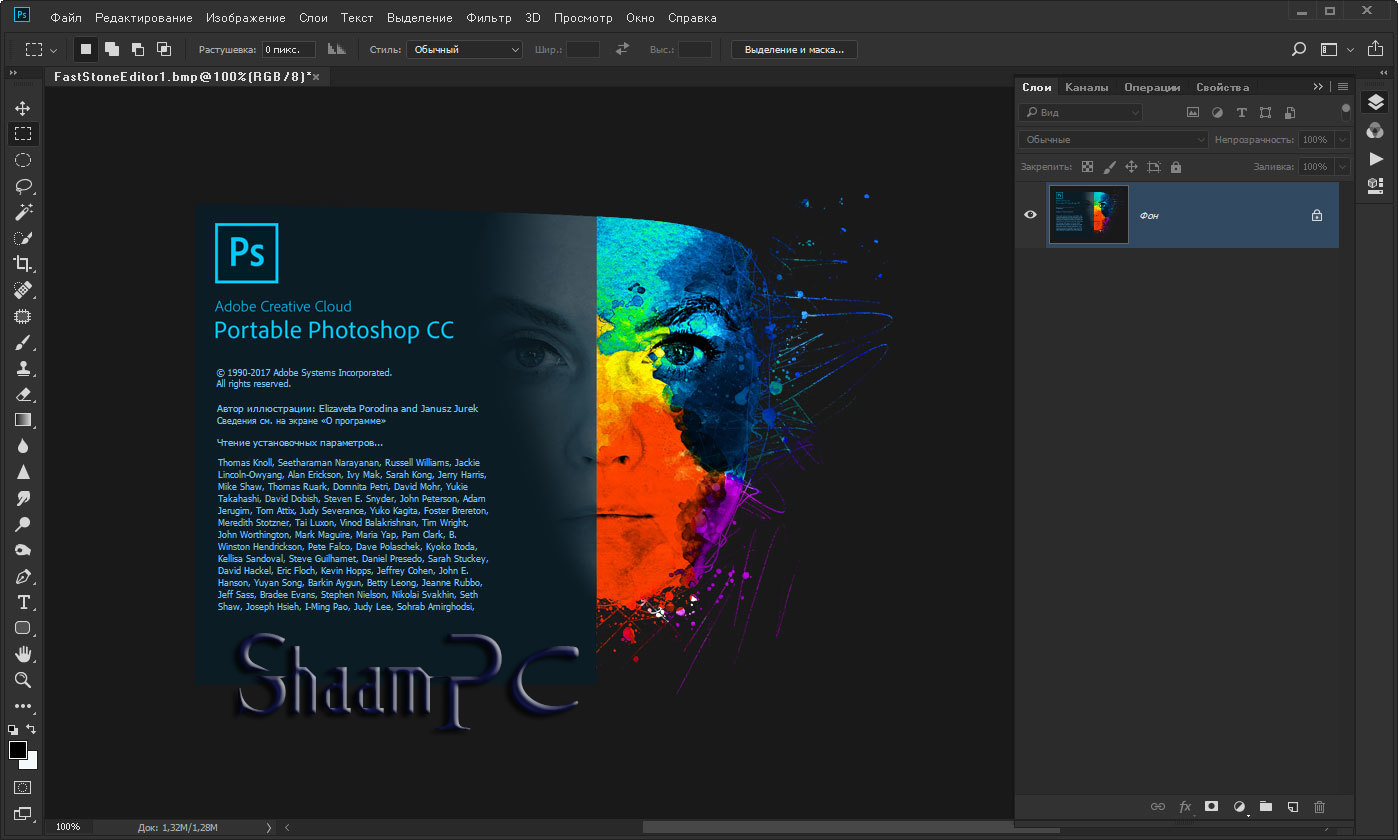 Ps
Файл Редактирование Изображение Слои Текст Выделение Фильтр 3D Просмотр Окно Справка
Растушевка: 0 пикс. Стиль: Обычный Шир.: Выс.: Выделение и маска...
FastStoneEditor1.bmp@100%(RGB/8)*
Слои Каналы Операции Свойства
Вид
Обычные Непрозрачность: 100%
Закрепить: Заливка: 100%
Фон
Ps
Adobe Creative Cloud
Portable Photoshop CC
© 1990-2017 Adobe Systems Incorporated.
All rights reserved.
Автор иллюстрации: Elizaveta Porodina and Janusz Jurek
Сведения см. на экране «О программе»
Чтение установочных параметров...
Thomas Knoll, Seetharaman Narayanan, Russell Williams, Jackie
Lincoln-Owyang, Alan Erickson, Ivy Mak, Sarah Kong, Jerry Harris,
Mike Shaw, Thomas Ruark, Domnita Petri, David Mohr, Yukie
Takahashi, David Dobish, Steven E. Snyder, John Peterson, Adam
Jerugim, Tom Attix, Judy Severance, Yuko Kagita, Foster Brereton,
Meredith Stotzner, Tai Luxon, Vinod Balakrishnan, Tim Wright,
John Worthington, Mark Maguire, Maria Yap, Pam Clark, B.
Winston Hendrickson, Pete Falco, Dave Polaschek, Kyoko Itoda,
Kellisa Sandoval, Steve Guilhamet, Daniel Presedo, Sarah Stuckey,
David Hackel, Eric Floch, Kevin Hopps, Jeffrey Cohen, John E.
Hanson, Yuyan Song, Barkin Aygun, Betty Leong, Jeanne Rubbo,
Jeff Sass, Bradee Evans, Stephen Nielson, Nikolai Svakhin, Seth
Shaw, Joseph Hsieh, I-Ming Pao, Judy Lee, Sohrab Amirghodsi,
ShaamPC
fx
100% Док: 1,32M/1,28M